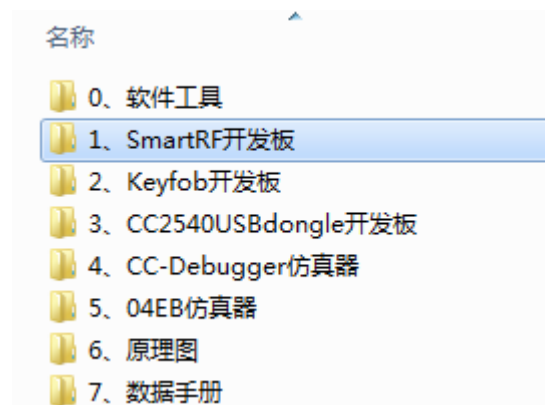 名称
0、软件工具
1、SmartRF开发板
2、Keyfob开发板
3、CC2540USBdongle开发板
4、CC-Debugger仿真器
5、04EB仿真器
6、原理图
7、数据手册